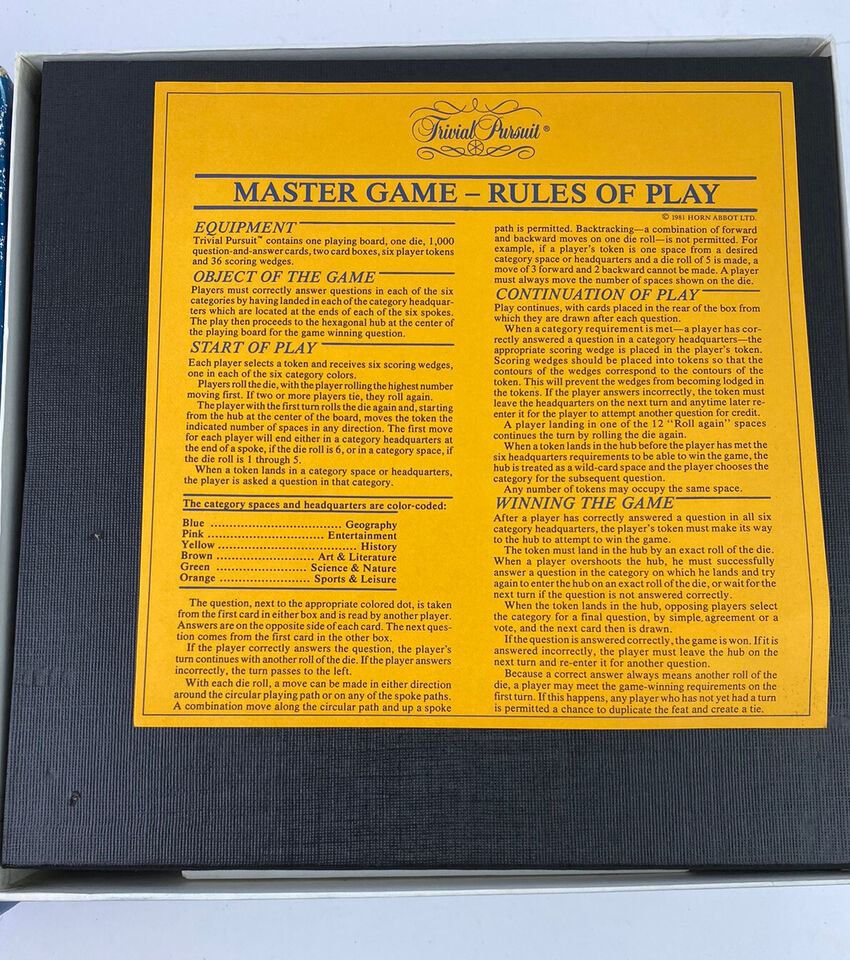 Trivial Pursuit ®
MASTER GAME – RULES OF PLAY
© 1981 HORN ABBOT LTD.
EQUIPMENT
Trivial Pursuit™ contains one playing board, one die, 1,000
question-and-answer cards, two card boxes, six player tokens
and 36 scoring wedges.
OBJECT OF THE GAME
Players must correctly answer questions in each of the six
categories by having landed in each of the category headquar-
ters which are located at the ends of each of the six spokes.
The play then proceeds to the hexagonal hub at the center of
the playing board for the game winning question.
START OF PLAY
Each player selects a token and receives six scoring wedges,
one in each of the six category colors.
Players roll the die, with the player rolling the highest number
moving first. If two or more players tie, they roll again.
The player with the first turn rolls the die again and, starting
from the hub at the center of the board, moves the token the
indicated number of spaces in any direction. The first move
for each player will end either in a category headquarters at
the end of a spoke, if the die roll is 6, or in a category space, if
the die roll is 1 through 5.
When a token lands in a category space or headquarters,
the player is asked a question in that category.
The category spaces and headquarters are color-coded:
Blue ................................ Geography
Pink ............................ Entertainment
Yellow .................................. History
Brown ........................ Art & Literature
Green ....................... Science & Nature
Orange ....................... Sports & Leisure
The question, next to the appropriate colored dot, is taken
from the first card in either box and is read by another player.
Answers are on the opposite side of each card. The next ques-
tion comes from the first card in the other box.
If the player correctly answers the question, the player's
turn continues with another roll of the die. If the player answers
incorrectly, the turn passes to the left.
With each die roll, a move can be made in either direction
around the circular playing path or on any of the spoke paths.
A combination move along the circular path and up a spoke
path is permitted. Backtracking—a combination of forward
and backward moves on one die roll—is not permitted. For
example, if a player's token is one space from a desired
category space or headquarters and a die roll of 5 is made, a
move of 3 forward and 2 backward cannot be made. A player
must always move the number of spaces shown on the die.
CONTINUATION OF PLAY
Play continues, with cards placed in the rear of the box from
which they are drawn after each question.
When a category requirement is met—a player has cor-
rectly answered a question in a category headquarters—the
appropriate scoring wedge is placed in the player's token.
Scoring wedges should be placed into tokens so that the
contours of the wedges correspond to the contours of the
token. This will prevent the wedges from becoming lodged in
the tokens. If the player answers incorrectly, the token must
leave the headquarters on the next turn and anytime later re-
enter it for the player to attempt another question for credit.
A player landing in one of the 12 "Roll again" spaces
continues the turn by rolling the die again.
When a token lands in the hub before the player has met the
six headquarters requirements to be able to win the game, the
hub is treated as a wild-card space and the player chooses the
category for the subsequent question.
Any number of tokens may occupy the same space.
WINNING THE GAME
After a player has correctly answered a question in all six
category headquarters, the player's token must make its way
to the hub to attempt to win the game.
The token must land in the hub by an exact roll of the die.
When a player overshoots the hub, he must successfully
answer a question in the category on which he lands and try
again to enter the hub on an exact roll of the die, or wait for the
next turn if the question is not answered correctly.
When the token lands in the hub, opposing players select
the category for a final question, by simple agreement or a
vote, and the next card then is drawn.
If the question is answered correctly, the game is won. If it is
answered incorrectly, the player must leave the hub on the
next turn and re-enter it for another question.
Because a correct answer always means another roll of the
die, a player may meet the game-winning requirements on the
first turn. If this happens, any player who has not yet had a turn
is permitted a chance to duplicate the feat and create a tie.